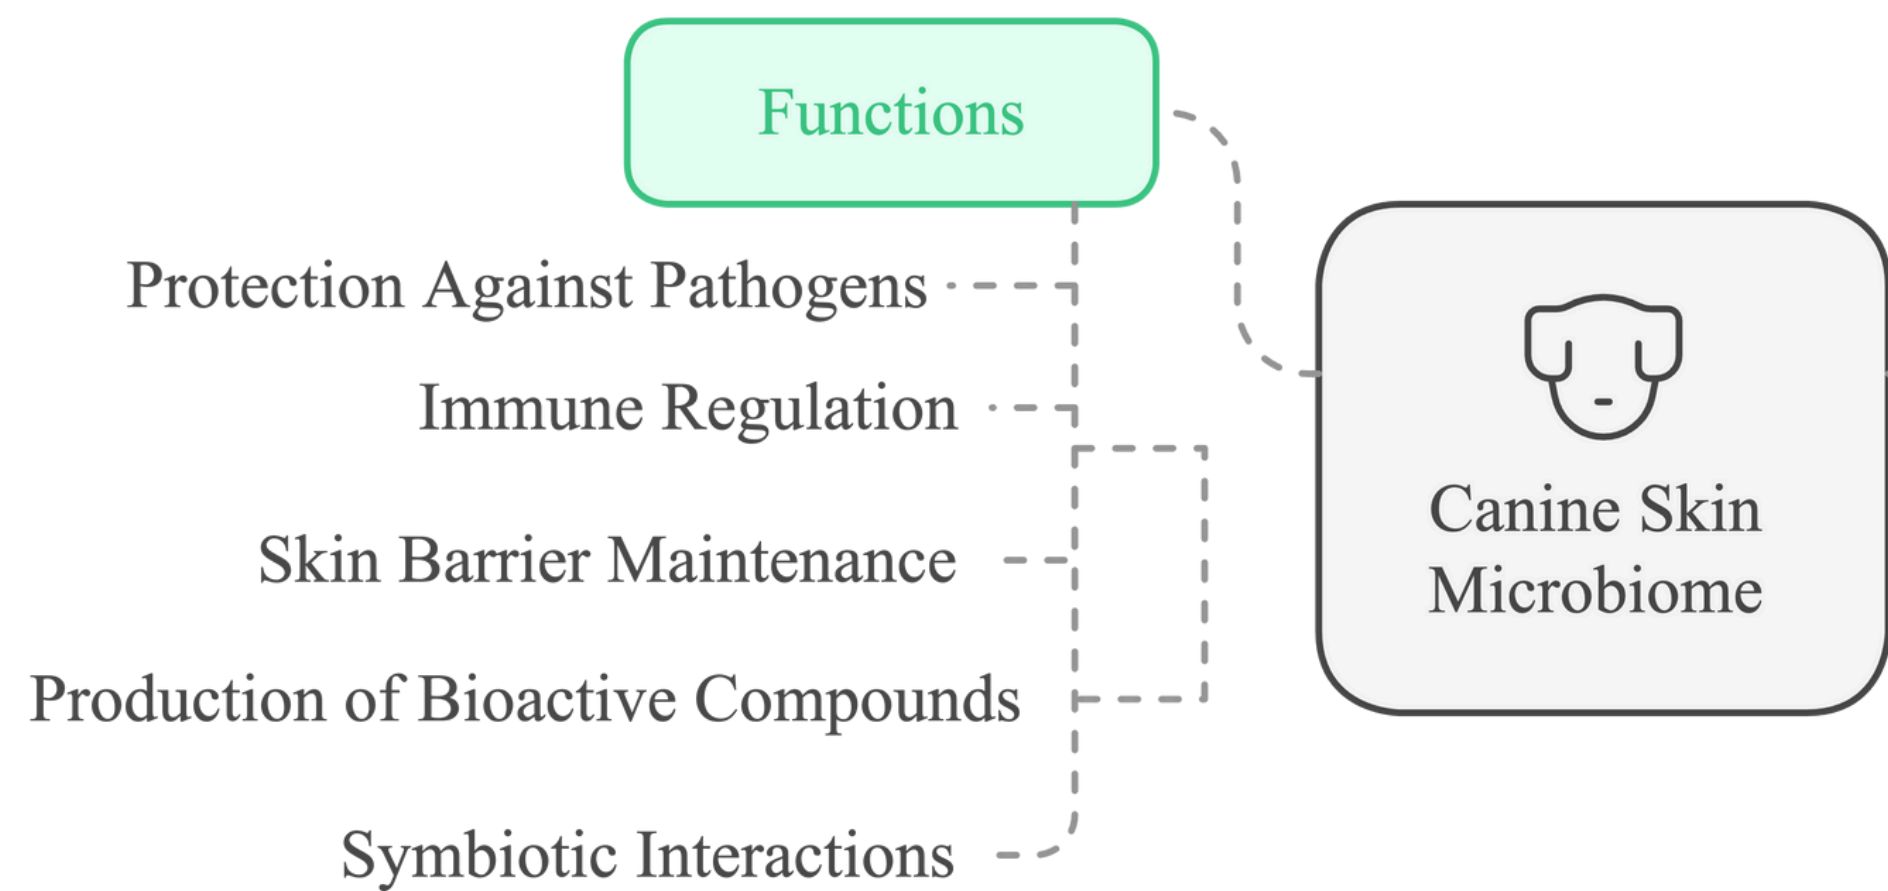 Functions
Protection Against Pathogens
Immune Regulation
Skin Barrier Maintenance
Production of Bioactive Compounds
Symbiotic Interactions
Canine Skin
Microbiome